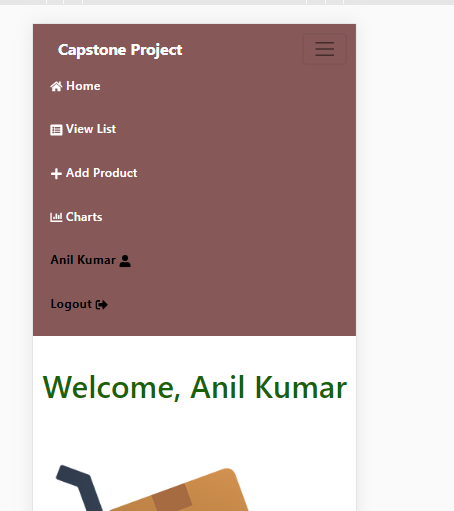 Capstone Project
Home
View List
Add Product
Charts
Anil Kumar
Logout
Welcome, Anil Kumar